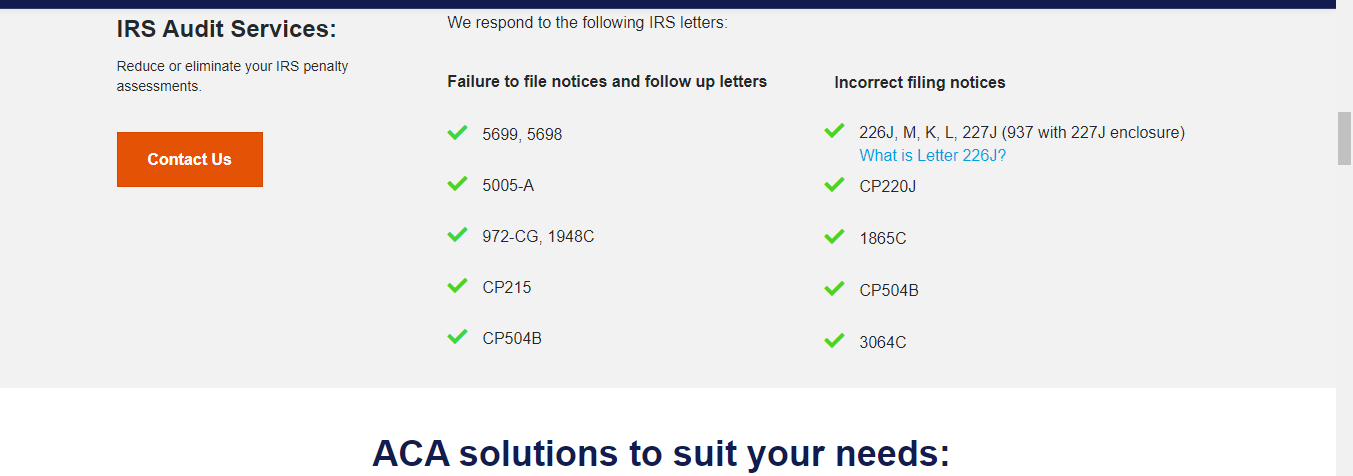 IRS Audit Services:
Reduce or eliminate your IRS penalty
assessments.
Contact Us
We respond to the following IRS letters:
Failure to file notices and follow up letters
5699, 5698
5005-A
972-CG, 1948C
CP215
CP504B
Incorrect filing notices
226J, M, K, L, 227J (937 with 227J enclosure)
What is Letter 226J?
CP220J
1865C
CP504B
3064C
ACA solutions to suit your needs: